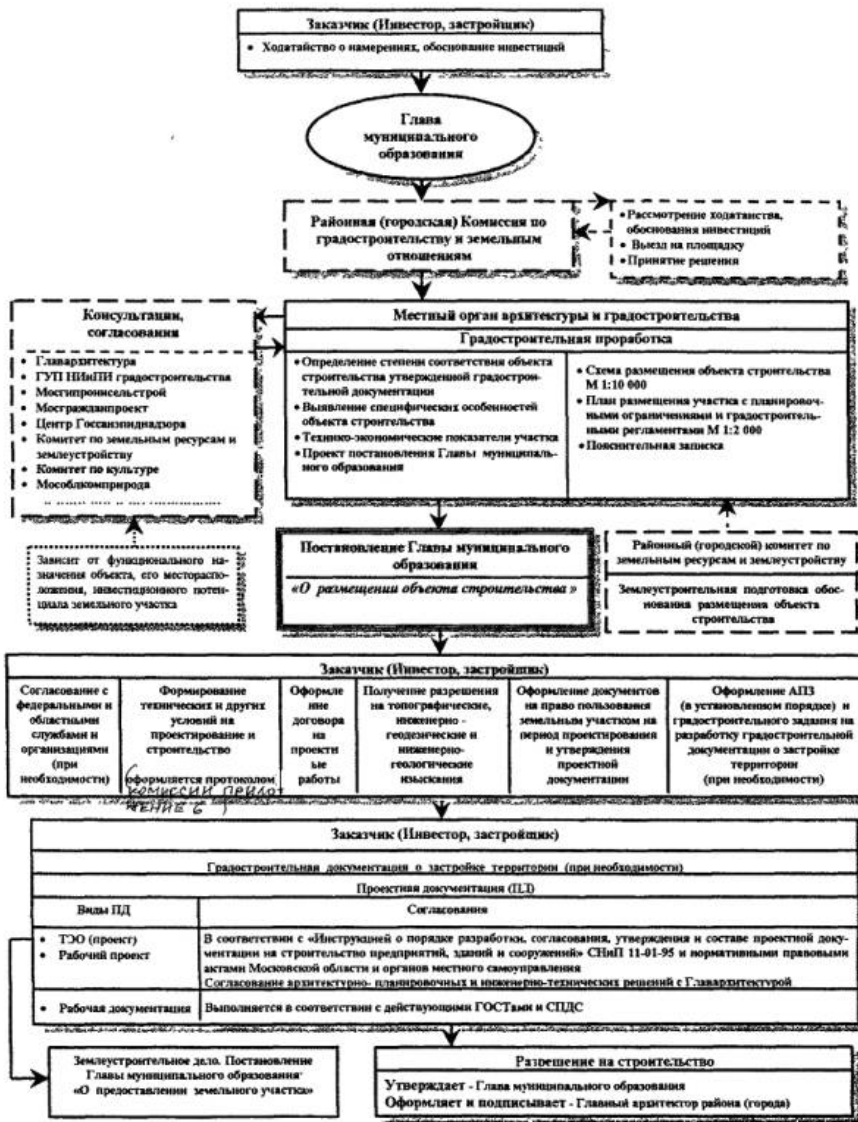 Заказчик (Инвестор, застройщик)
• Ходатайство о намерениях, обоснование инвестиций
Глава
муниципального
образования
Районная (городская) Комиссия по
градостроительству и земельным
отношениям
• Рассмотрение ходатайства,
обоснования инвестиций
• Выезд на площадку
• Принятие решения
Консультации,
согласования
• Главархитектура
• ГУП НИиПИ градостроительства
• Мосгипрониисельстрой
• Мосгражданпроект
• Центр Госсанэпиднадзора
• Комитет по земельным ресурсам и
землеустройству
• Комитет по культуре
• Мособлкомприрода
Местный орган архитектуры и градостроительства
Градостроительная проработка
• Определение степени соответствия объекта
строительства утвержденной градострои-
тельной документации
• Выявление специфических особенностей
объекта строительства
• Технико-экономические показатели участка
• Проект постановления Главы муниципаль-
ного образования
• Схема размещения объекта строительства
М 1:10 000
• План размещения участка с планировоч-
ными ограничениями и градостроитель-
ными регламентами М 1:2 000
• Пояснительная записка
Зависит от функционального наз-
начения объекта, его месторaспо-
ложения, инвестиционного потен-
циала земельного участка
Постановление Главы муниципального
образования
«О размещении объекта строительства»
Районный (городской) комитет по
земельным ресурсам и землеустройству
Землеустроительная подготовка обос-
нования размещения объекта
строительства
Заказчик (Инвестор, застройщик)
Согласование с
федеральными и
областными
службами и
организациями
(при
необходимости)
Формирование
технических и других
условий на
проектирование и
строительство
оформляется протоколом
комиссии прило
жение 6)
Оформле
ние
договора
на
проектн
ые
работы
Получение разрешения
на топографические,
инженерно -
геодезические и
инженерно-
геологические
изыскания
Оформление документов
на право пользования
земельным участком на
период проектирования
и утверждения
проектной
документации
Оформление АПЗ
(в установленном порядке) и
градостроительного задания на
разработку градостроительной
документации о застройке
территории
(при необходимости)
Заказчик (Инвестор, застройщик)
Градостроительная документация о застройке территории (при необходимости)
Проектная документация (ПД)
Виды ПД
Согласования
• ТЭО (проект)
• Рабочий проект
В соответствии с «Инструкцией о порядке разработки, согласования, утверждения и составе проектной доку-
ментации на строительство предприятий, зданий и сооружений» СНиП 11-01-95 и нормативными правовыми
актами Московской области и органов местного самоуправления
Согласование архитектурно- планировочных и инженерно-технических решений с Главархитектурой
• Рабочая документация
Выполняется в соответствии с действующими ГОСТами и СПДС
Землеустроительное дело. Постановление
Главы муниципального образования
«О предоставлении земельного участка»
Разрешение на строительство
Утверждает - Глава муниципального образования
Оформляет и подписывает - Главный архитектор района (города)